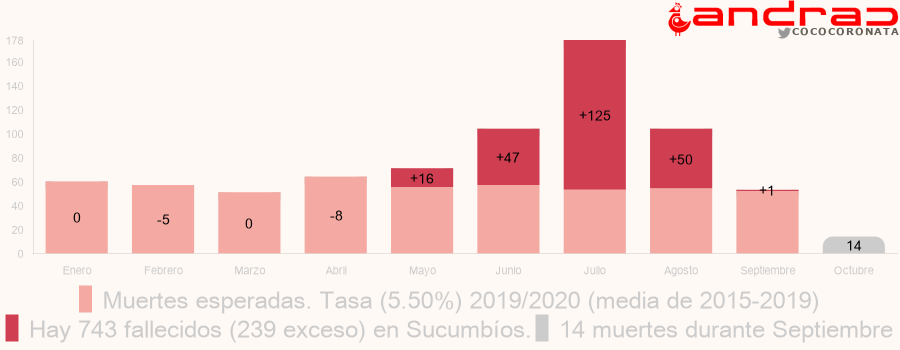 andrac
COCOCORONATA
178
160
140
120
100
80
60
40
20
0
0
-5
0
-8
+16
+47
+125
+50
+1
14
Enero
Febrero
Marzo
Abril
Mayo
Junio
Julio
Agosto
Septiembre
Octubre
Muertes esperadas. Tasa (5.50%) 2019/2020 (media de 2015-2019)
Hay 743 fallecidos (239 exceso) en Sucumbíos. 14 muertes durante Septiembre